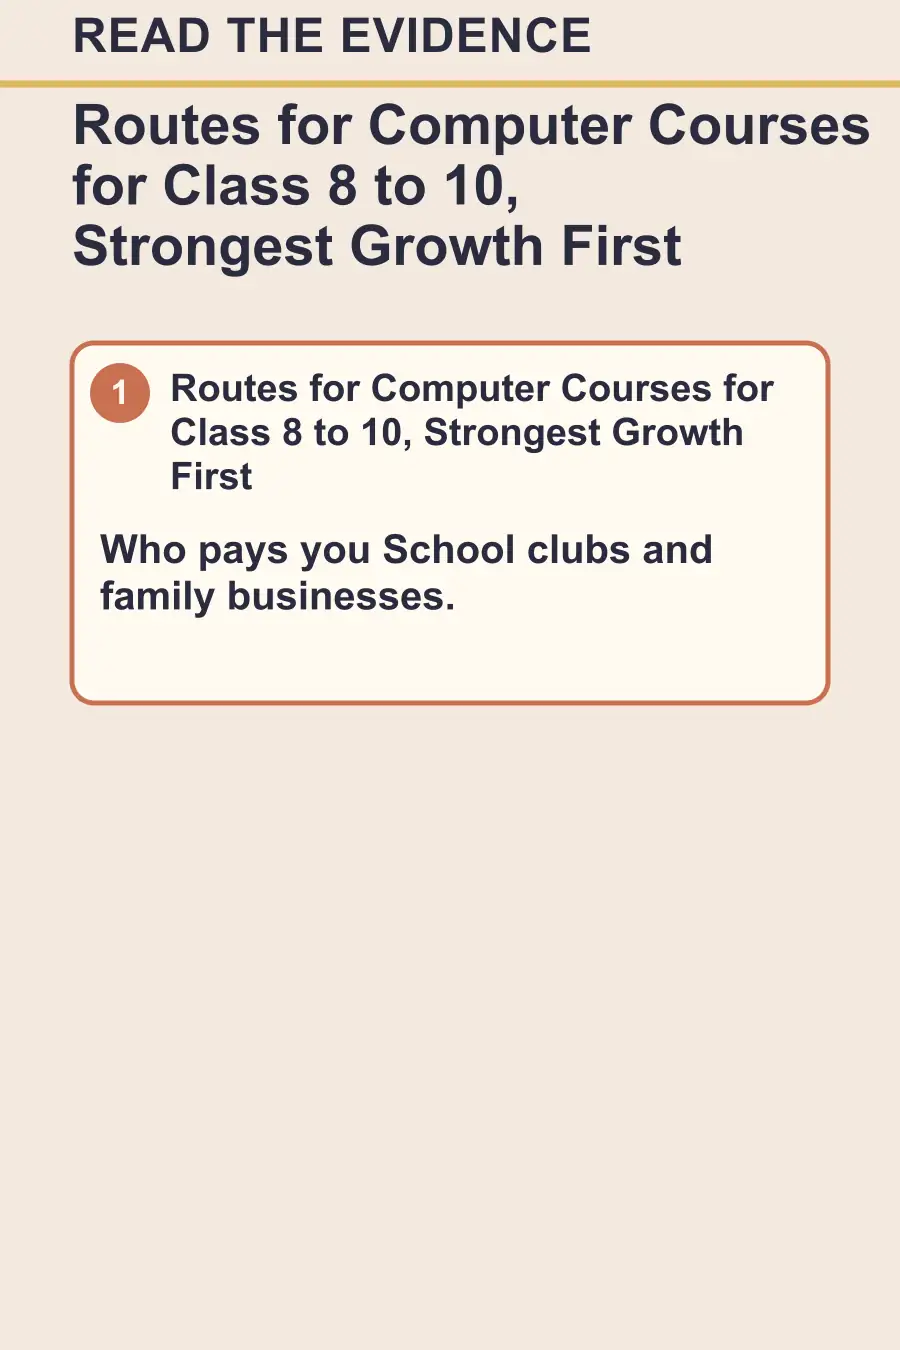 READ THE EVIDENCE
Routes for Computer Courses
for Class 8 to 10,
Strongest Growth First
1
Routes for Computer Courses for
Class 8 to 10, Strongest Growth
First
Who pays you School clubs and
family businesses.